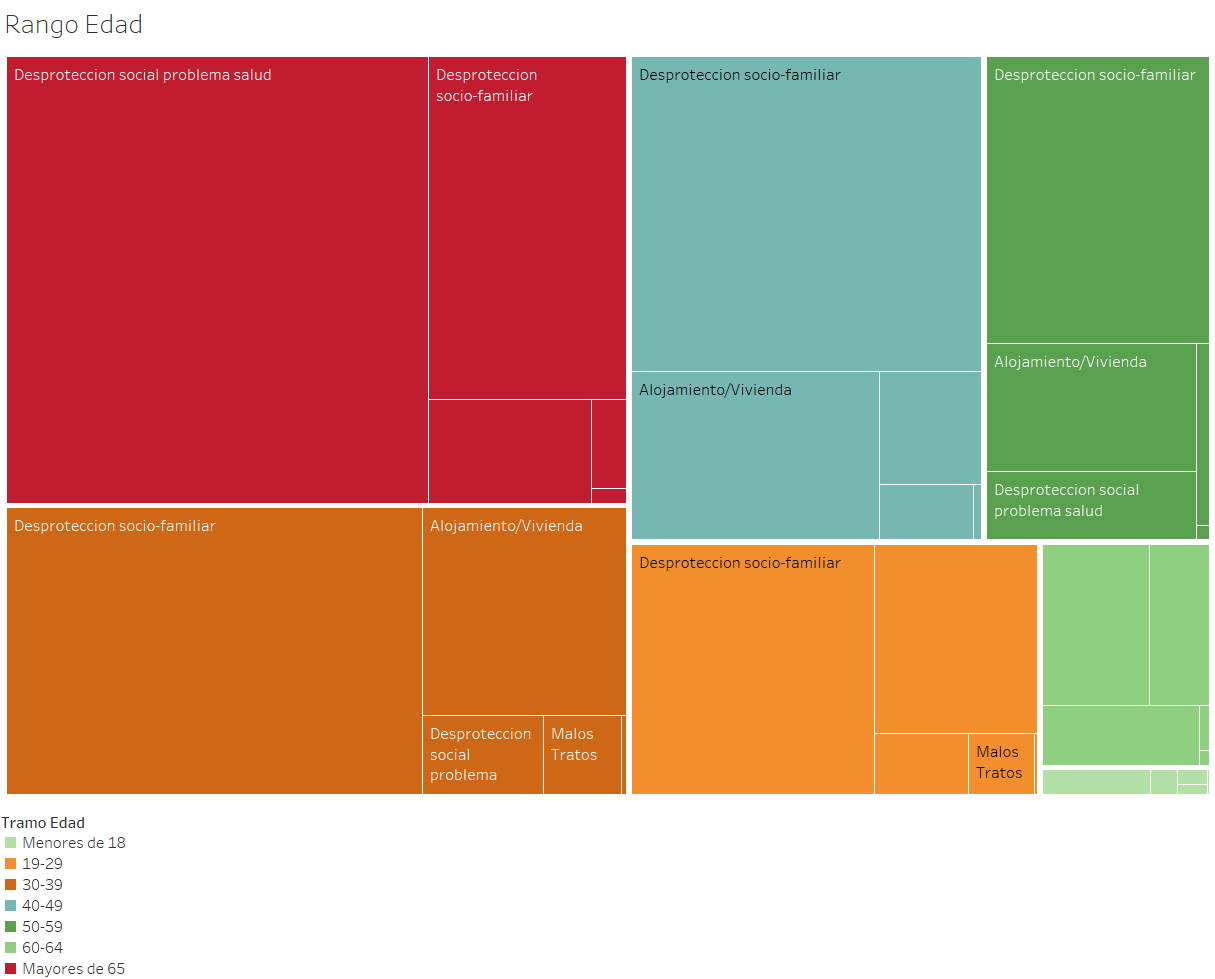 Rango Edad
Desproteccion social problema salud
Desproteccion
socio-familiar
Desproteccion socio-familiar
Desproteccion socio-familiar
Alojamiento/Vivienda
Alojamiento/Vivienda
Desproteccion social
problema salud
Desproteccion socio-familiar
Alojamiento/Vivienda
Desproteccion
social
problema
Malos
Tratos
Desproteccion socio-familiar
Malos
Tratos
Tramo Edad
Menores de 18
19-29
30-39
40-49
50-59
60-64
Mayores de 65